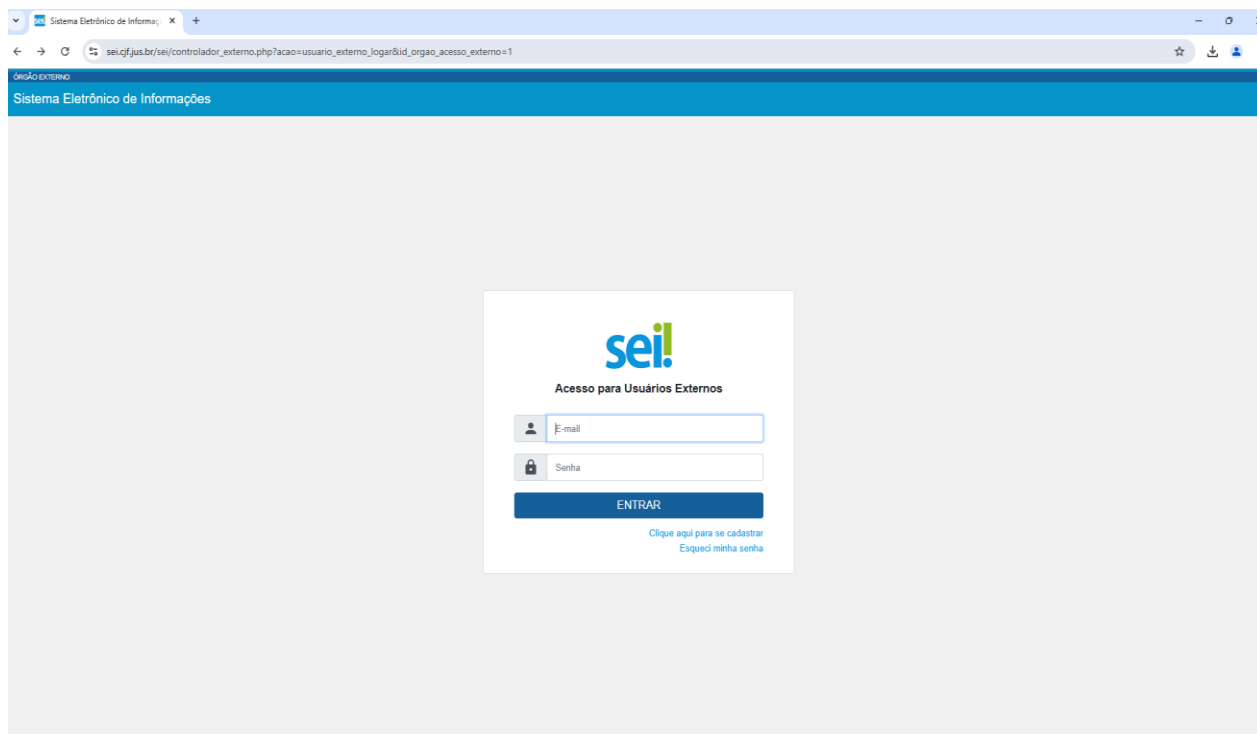 Sistema Eletrônico de Informaç
sei.cjf.jus.br/sei/controlador_externo.php?acao=usuario_externo_logar&id_orgao_acesso_externo=1
ÓRGÃO EXTERNO
Sistema Eletrônico de Informações
sei!
Acesso para Usuários Externos
E-mail
Senha
ENTRAR
Clique aqui para se cadastrar
Esqueci minha senha